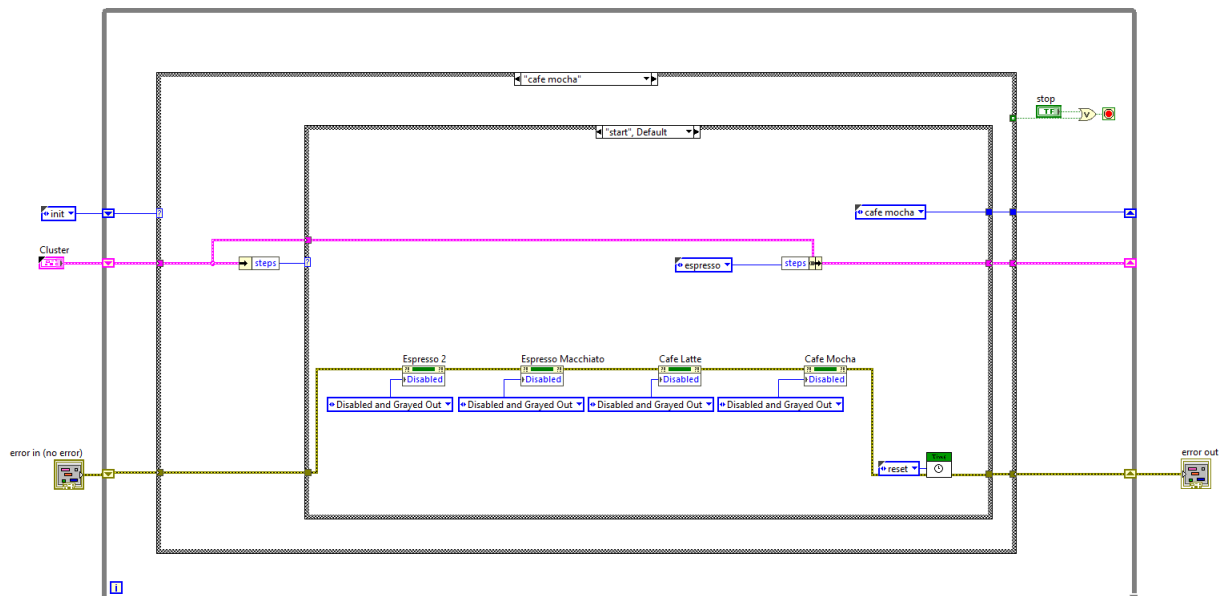 "cafe mocha"
stop
TF
"start", Default
init
cafe mocha
Cluster
steps
espresso
steps
Espresso 2
Espresso Macchiato
Cafe Latte
Cafe Mocha
Disabled
Disabled
Disabled
Disabled
Disabled and Grayed Out
Disabled and Grayed Out
Disabled and Grayed Out
Disabled and Grayed Out
error in (no error)
reset
error out
i